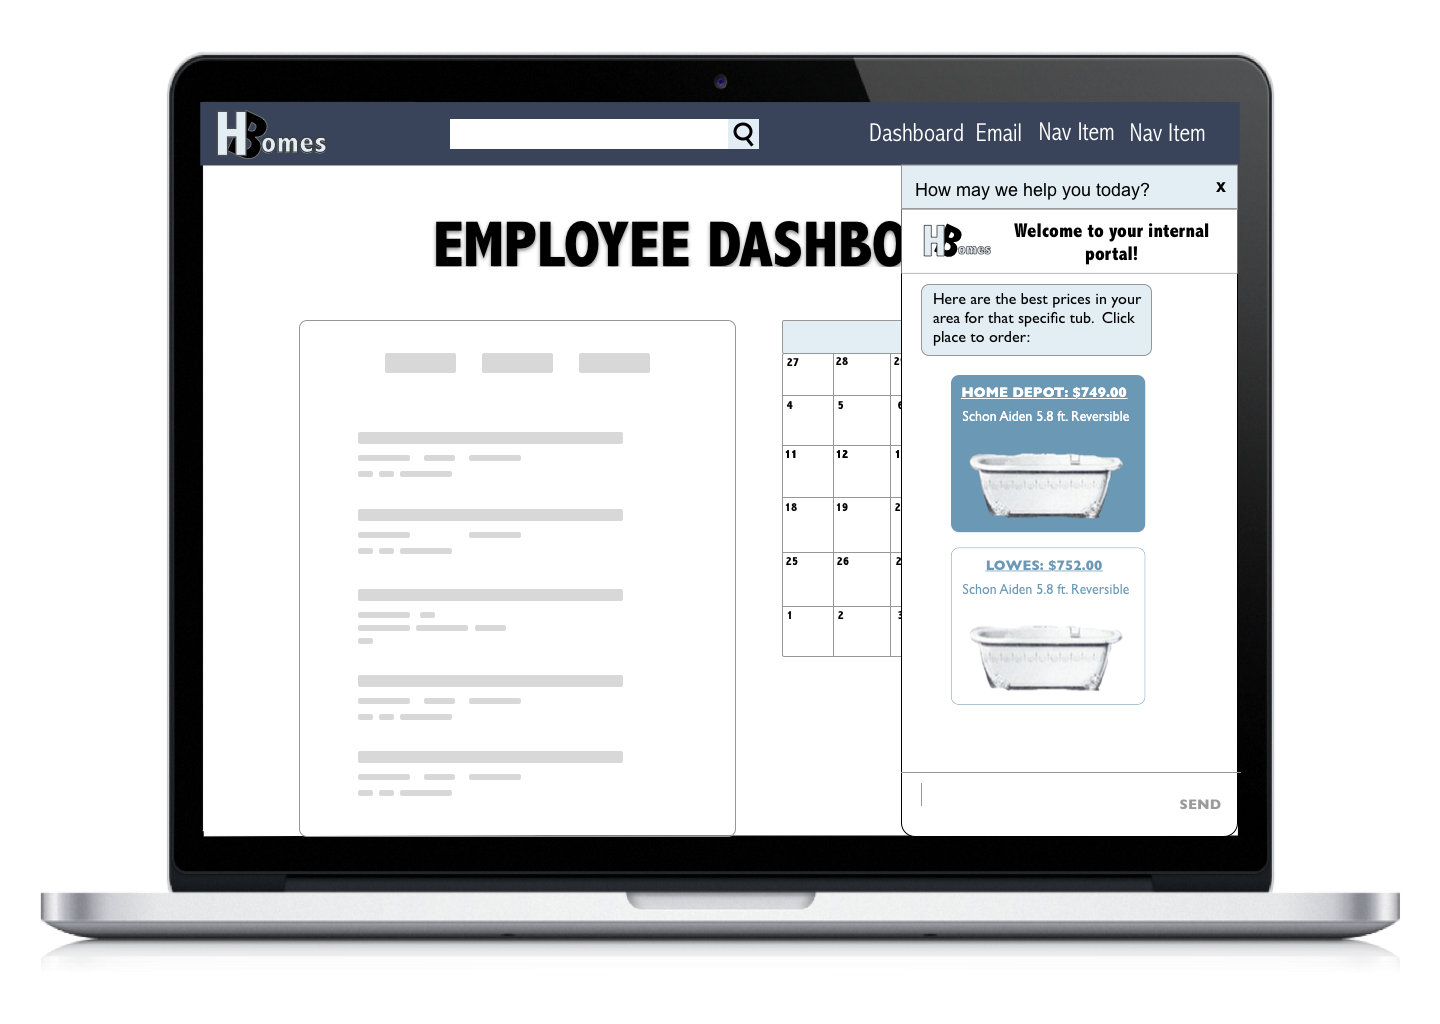 HBomes
Dashboard Email Nav Item Nav Item
How may we help you today? x
EMPLOYEE DASHBO
HBomes
Welcome to your internal
portal!
Here are the best prices in your
area for that specific tub. Click
place to order:
HOME DEPOT: $749.00
Schon Aiden 5.8 ft. Reversible
LOWES: $752.00
Schon Aiden 5.8 ft. Reversible
SEND
27 28 2
4 5
11 12 1
18 19 2
25 26 2
1 2 3